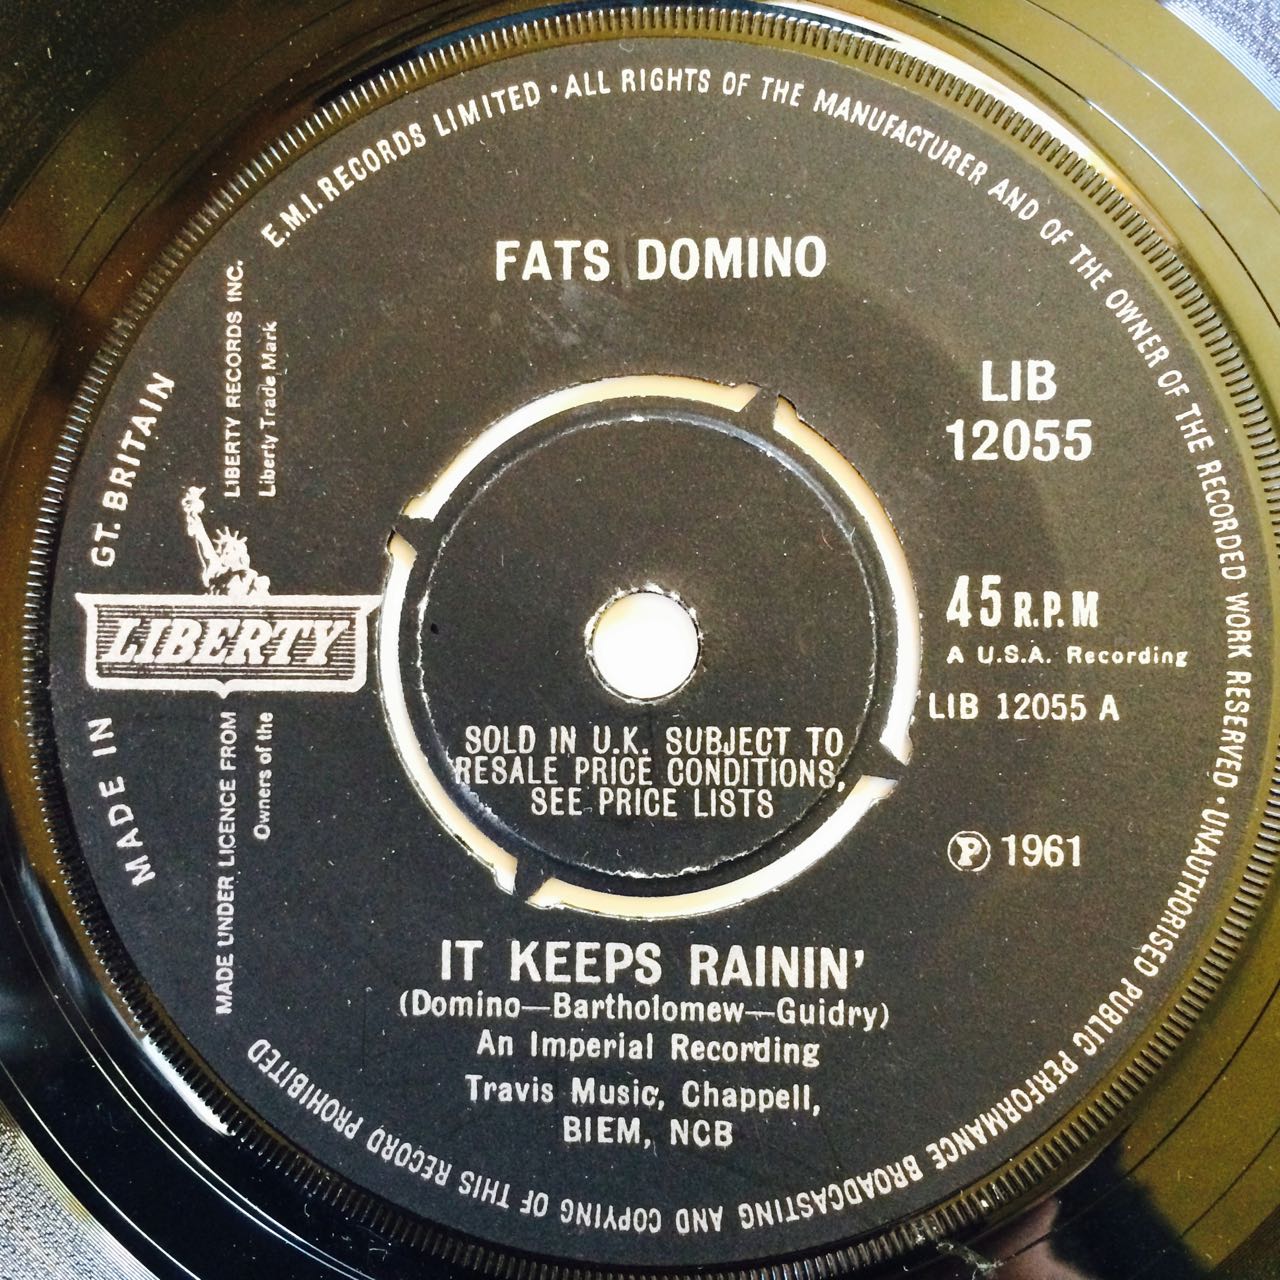 E.M.I. RECORDS LIMITED · ALL RIGHTS OF THE MANUFACTURER AND OF THE OWNER OF THE RECORDED WORK RESERVED · UNAUTHORISED PUBLIC PERFORMANCE BROADCASTING AND COPYING OF THIS RECORD PROHIBITED
FATS DOMINO
LIBERTY RECORDS INC.
Liberty Trade Mark
MADE IN GT. BRITAIN
LIBERTY
MADE UNDER LICENCE FROM
Owners of the
LIB
12055
45 R.P.M
A U.S.A. Recording
LIB 12055 A
SOLD IN U.K. SUBJECT TO
RESALE PRICE CONDITIONS,
SEE PRICE LISTS
Ⓟ 1961
IT KEEPS RAININ'
(Domino—Bartholomew—Guidry)
An Imperial Recording
Travis Music, Chappell,
BIEM, NCB